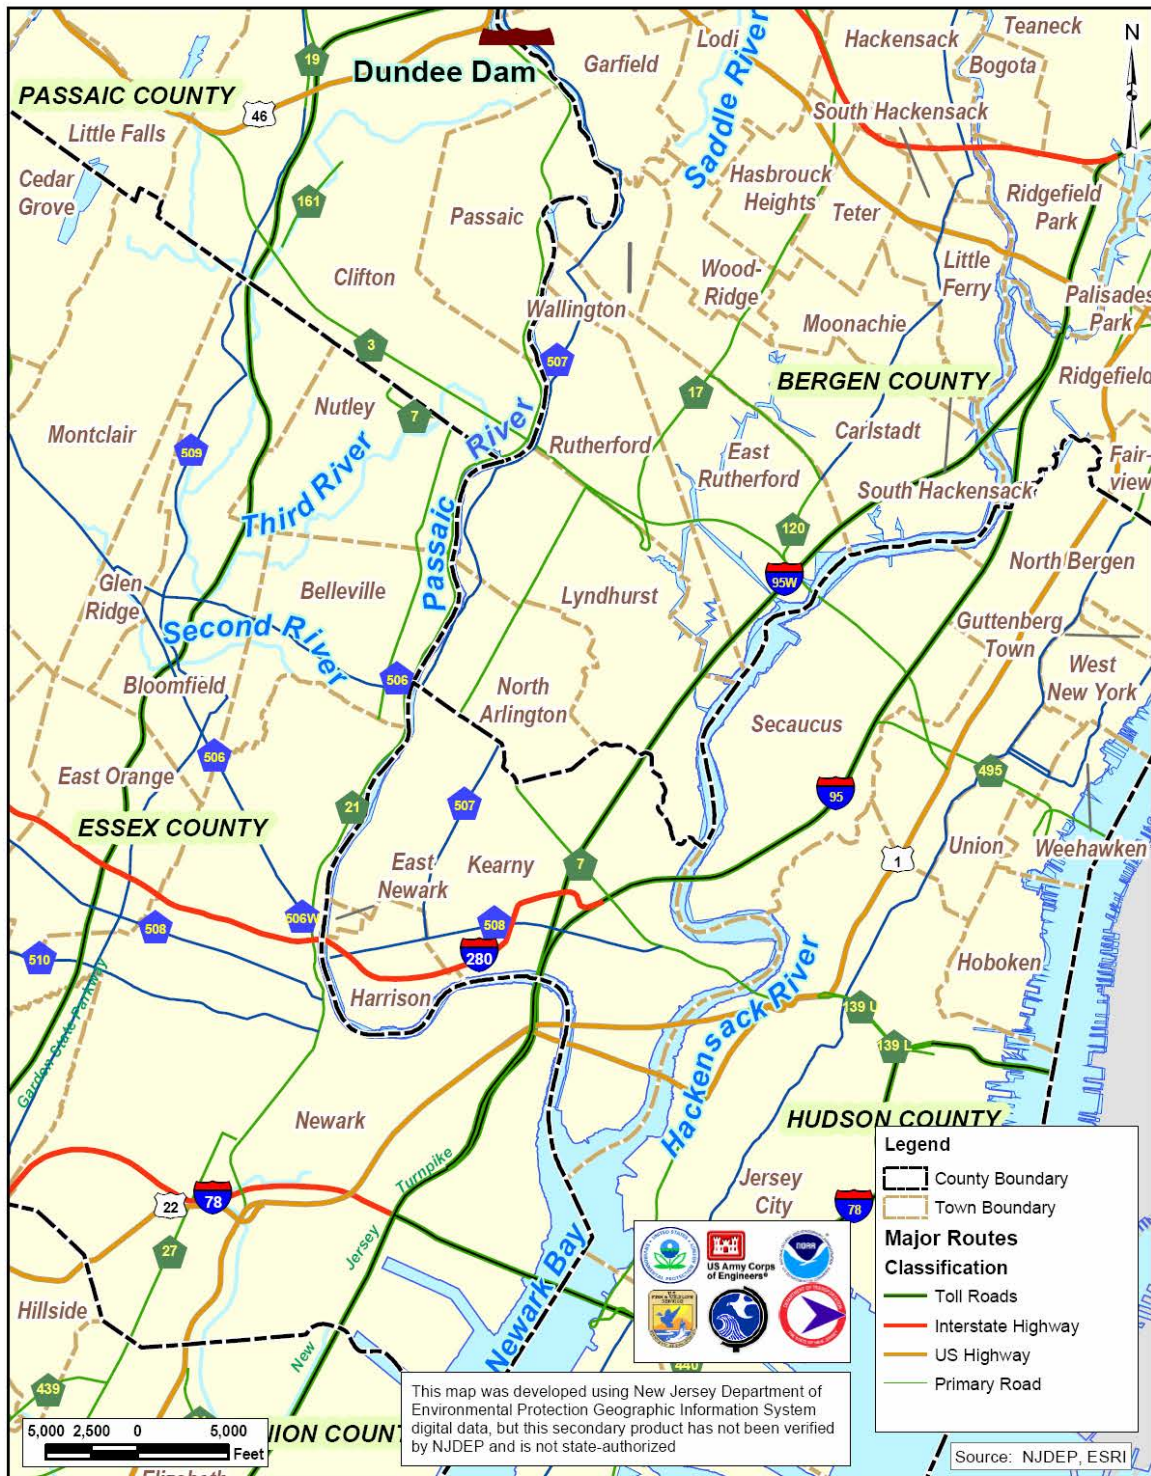 Teaneck
Lodi
Hackensack
Bogota
N
19
Garfield
Dundee Dam
Saddle River
PASSAIC COUNTY
46
Little Falls
South Hackensack
Cedar
Grove
161
Passaic
Hasbrouck
Heights
Teter
Ridgefield
Park
Clifton
Wood-
Ridge
Little
Ferry
Wallington
Moonachie
Palisades
Park
3
507
BERGEN COUNTY
Ridgefield
17
Nutley
7
Montclair
509
River
Rutherford
East
Rutherford
Carlstadt
Fair-
view
Third River
South Hackensack
Passaic
120
North Bergen
95W
Glen
Ridge
Belleville
Lyndhurst
Guttenberg
Town
Second River
506
West
New York
Bloomfield
North
Arlington
Secaucus
506
East Orange
495
21
507
95
ESSEX COUNTY
East
Newark
Kearny
7
1
Union
Weehawken
506W
508
508
510
280
Hoboken
Harrison
Garden State Parkway
Hackensack River
139 L
139 L
Newark
HUDSON COUNTY
Turnpike
Jersey
City
78
22
78
27
Jersey
New
Newark Bay
Hillside
UNITED STATES
US Army Corps
of Engineers®
NOAA
440
439
UNION COUNTY
Elizabeth
5,000 2,500 0 5,000
Feet
This map was developed using New Jersey Department of
Environmental Protection Geographic Information System
digital data, but this secondary product has not been verified
by NJDEP and is not state-authorized
Legend
County Boundary
Town Boundary
Major Routes
Classification
Toll Roads
Interstate Highway
US Highway
Primary Road
Source: NJDEP, ESRI